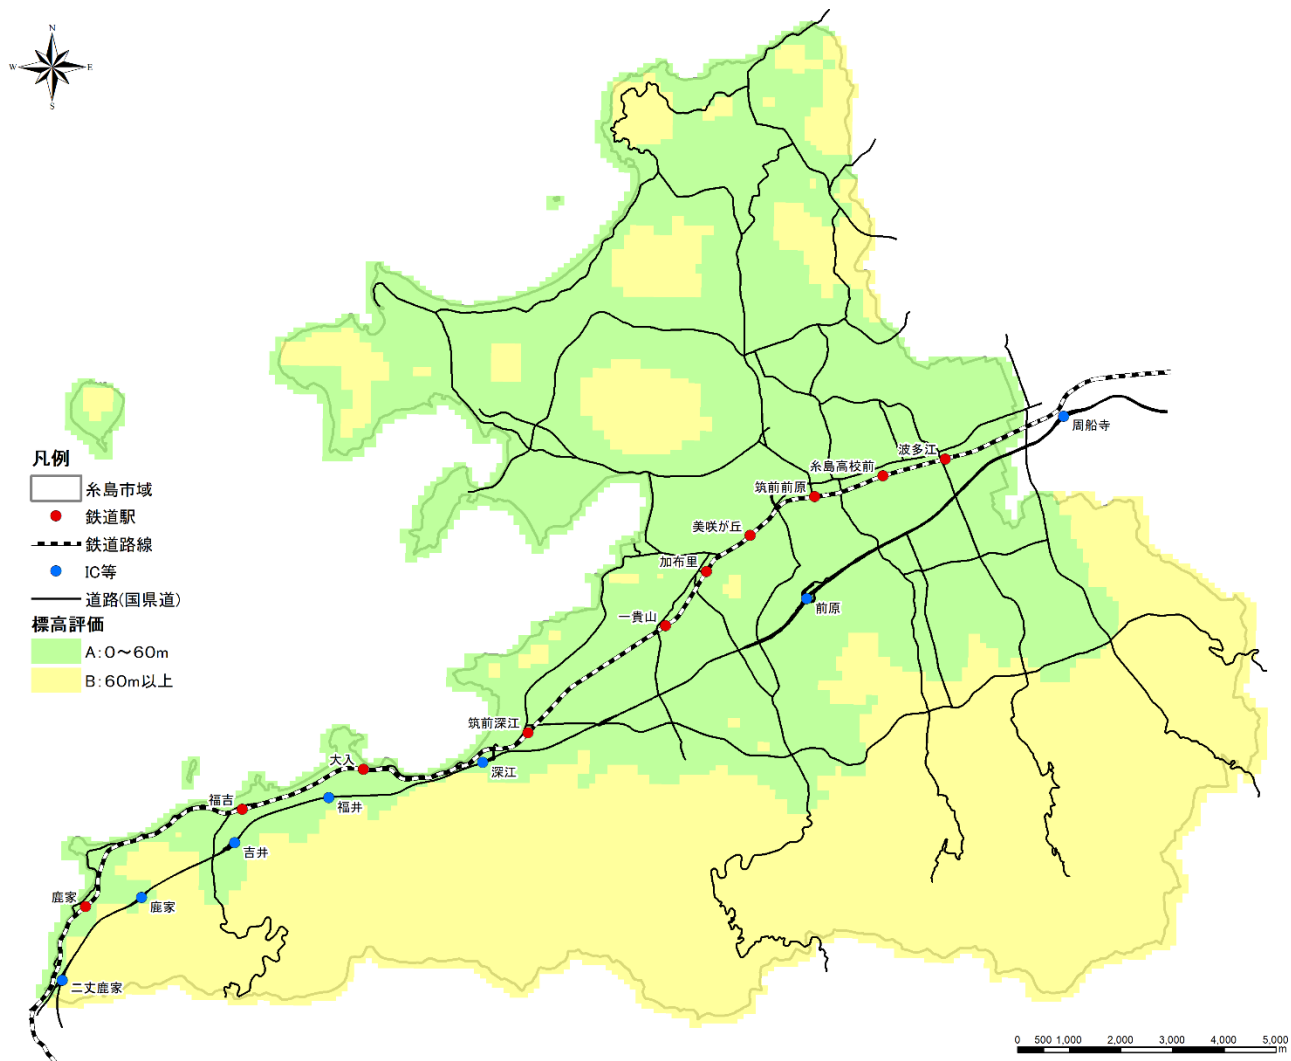 N
W
E
S
周船寺
波多江
糸島高校前
筑前前原
美咲が丘
加布里
前原
一貴山
筑前深江
深江
大入
福井
福吉
吉井
鹿家
鹿家
二丈鹿家
凡例
糸島市域
鉄道駅
鉄道路線
IC等
道路(国県道)
標高評価
A:0～60m
B:60m以上
0 500 1,000 2,000 3,000 4,000 5,000
m